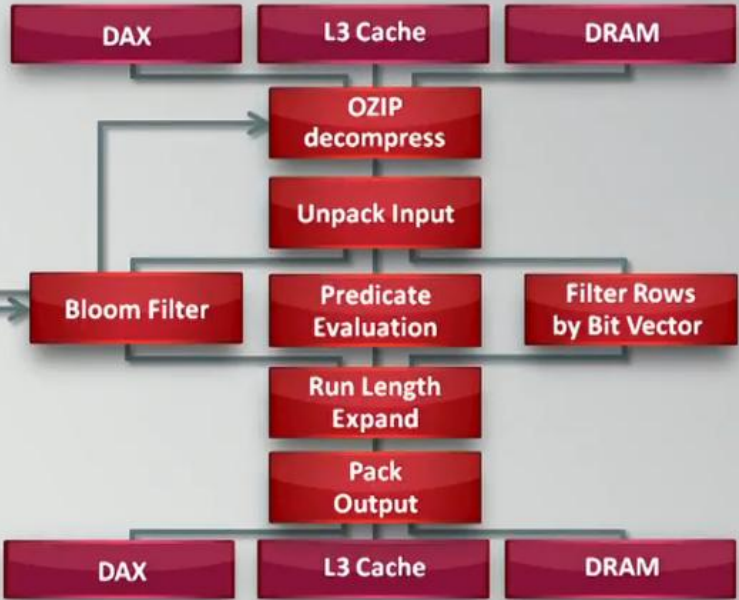 DAX
L3 Cache
DRAM
OZIP
decompress
Unpack Input
Bloom Filter
Predicate
Evaluation
Filter Rows
by Bit Vector
Run Length
Expand
Pack
Output
DAX
L3 Cache
DRAM